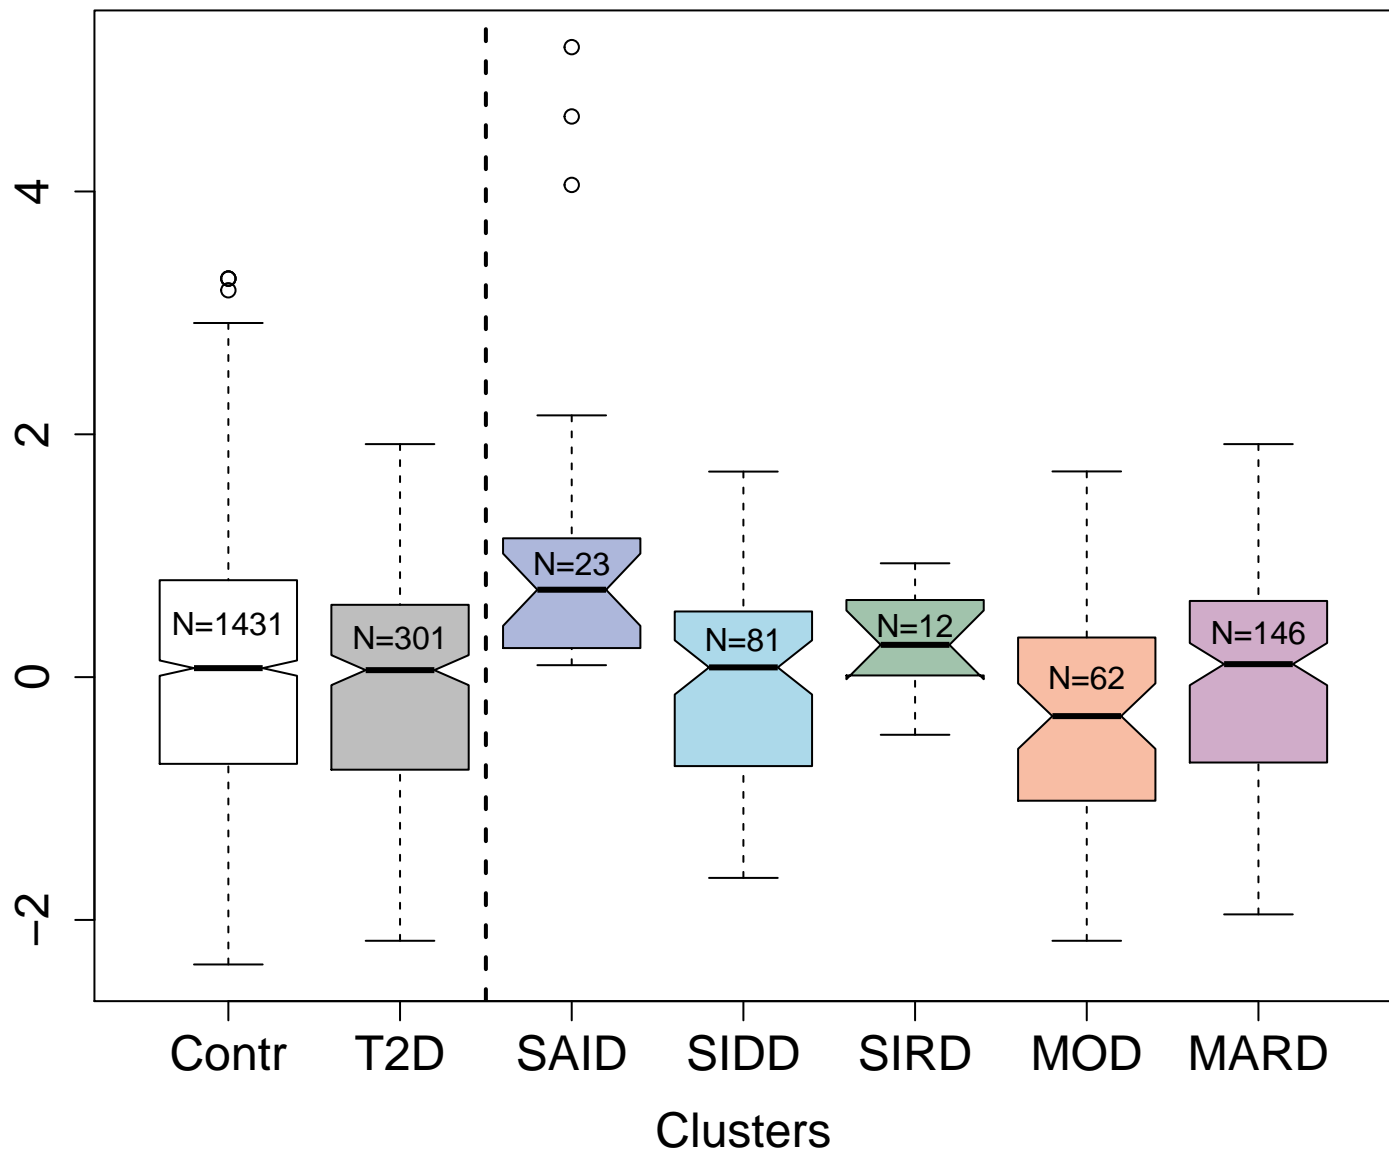 4
2
0
−2
N=1431
N=301
N=23
N=81
N=12
N=62
N=146
Contr T2D SAID SIDD SIRD MOD MARD
Clusters